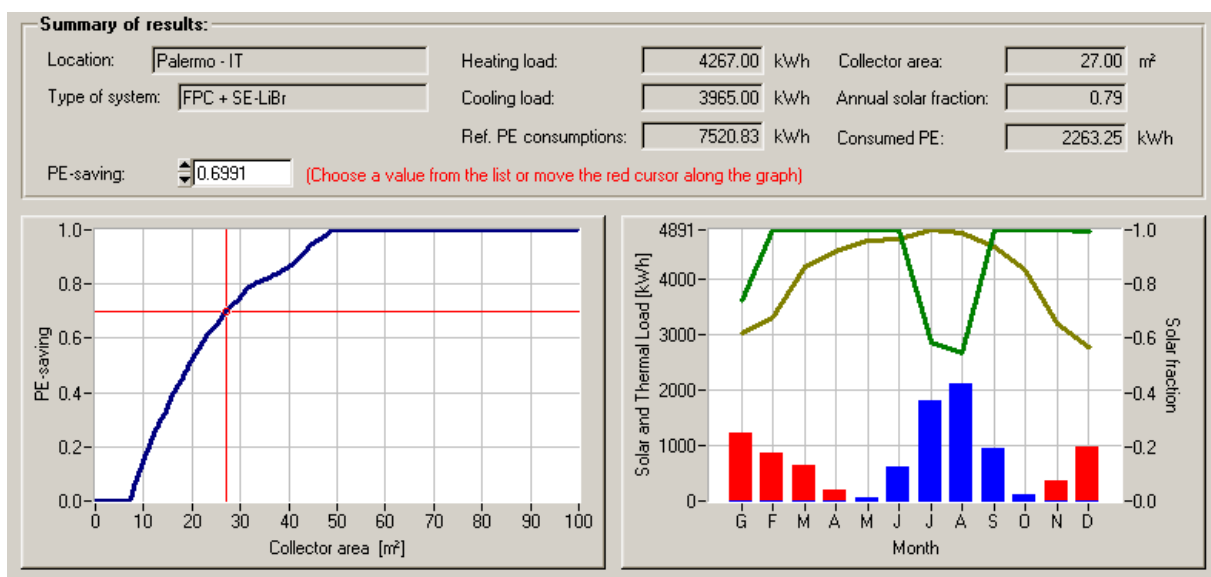 Summary of results:
Location: Palermo - IT Heating load: 4267.00 kWh Collector area: 27.00 m²
Type of system: FPC + SE-LiBr Cooling load: 3965.00 kWh Annual solar fraction: 0.79
Ref. PE consumptions: 7520.83 kWh Consumed PE: 2263.25 kWh
PE-saving: 0.6991 (Choose a value from the list or move the red cursor along the graph)
PE-saving
1.0
0.8
0.6
0.4
0.2
0.0
0 10 20 30 40 50 60 70 80 90 100
Collector area [m²]
Solar and Thermal Load [kWh]
4891
4000
3000
2000
1000
0
1.0
0.8
0.6
0.4
0.2
0.0
Solar fraction
G F M A M J J A S O N D
Month